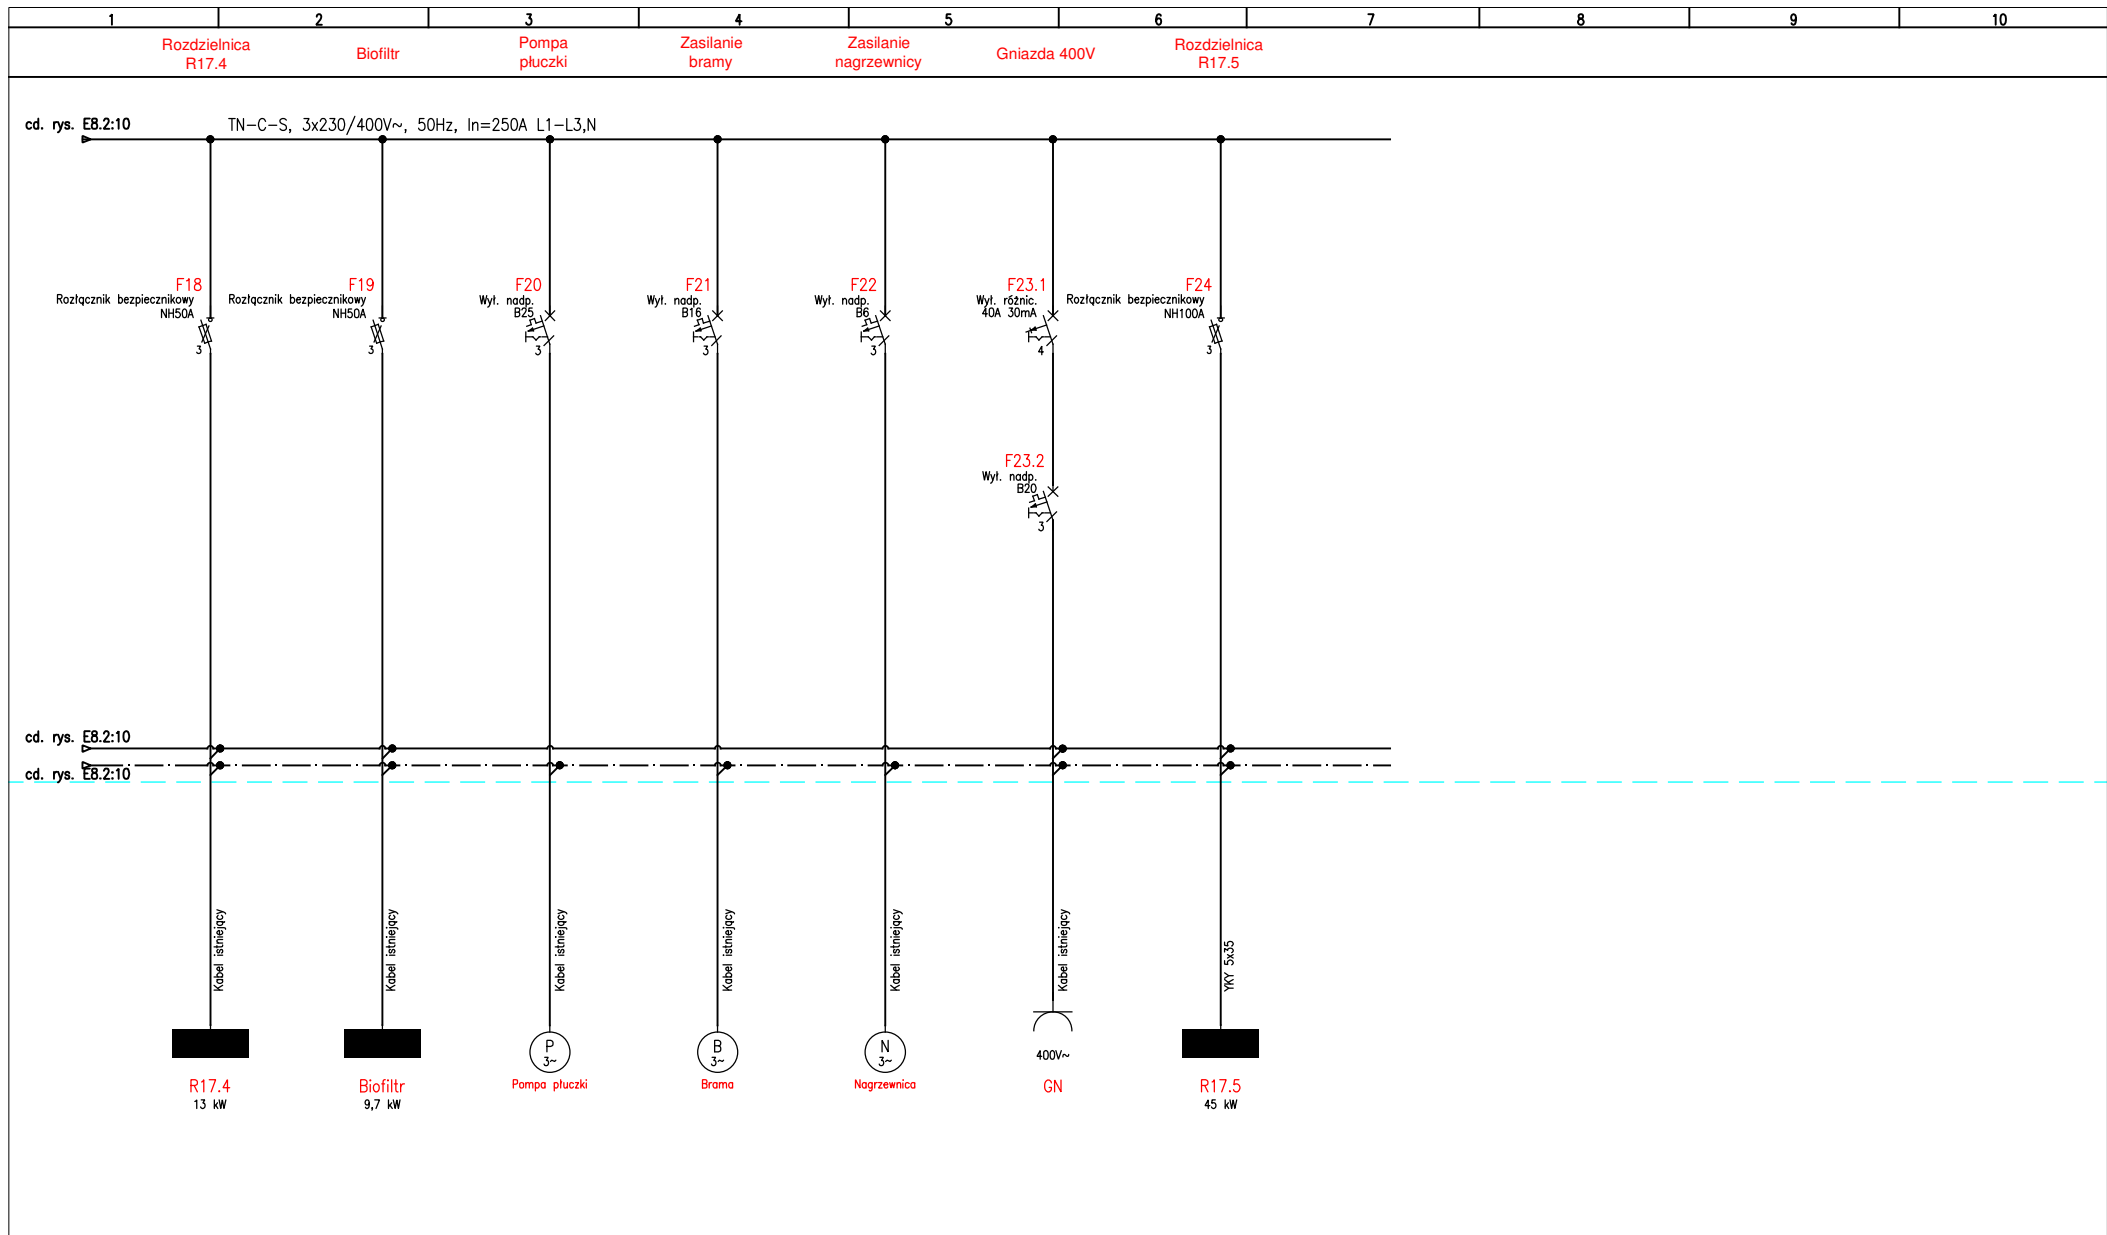 1 2 3 4 5 6 7 8 9 10
Rozdzielnica
R17.4
Biofiltr
Pompa
płuczki
Zasilanie
bramy
Zasilanie
nagrzewnicy
Gniazda 400V
Rozdzielnica
R17.5
cd. rys. E8.2:10
TN-C-S, 3x230/400V~, 50Hz, In=250A L1-L3,N
F18
Rozłącznik bezpiecznikowy
NH50A
3
F19
Rozłącznik bezpiecznikowy
NH50A
3
F20
Wył. nadp.
B25
3
F21
Wył. nadp.
B16
3
F22
Wył. nadp.
B6
3
F23.1
Wył. różnic.
40A 30mA
4
F24
Rozłącznik bezpiecznikowy
NH100A
3
F23.2
Wył. nadp.
B20
3
cd. rys. E8.2:10
cd. rys. E8.2:10
Kabel istniejący
Kabel istniejący
Kabel istniejący
Kabel istniejący
Kabel istniejący
Kabel istniejący
YKY 5x35
R17.4
13 kW
Biofiltr
9,7 kW
P
3~
Pompa płuczki
B
3~
Brama
N
3~
Nagrzewnica
400V~
GN
R17.5
45 kW